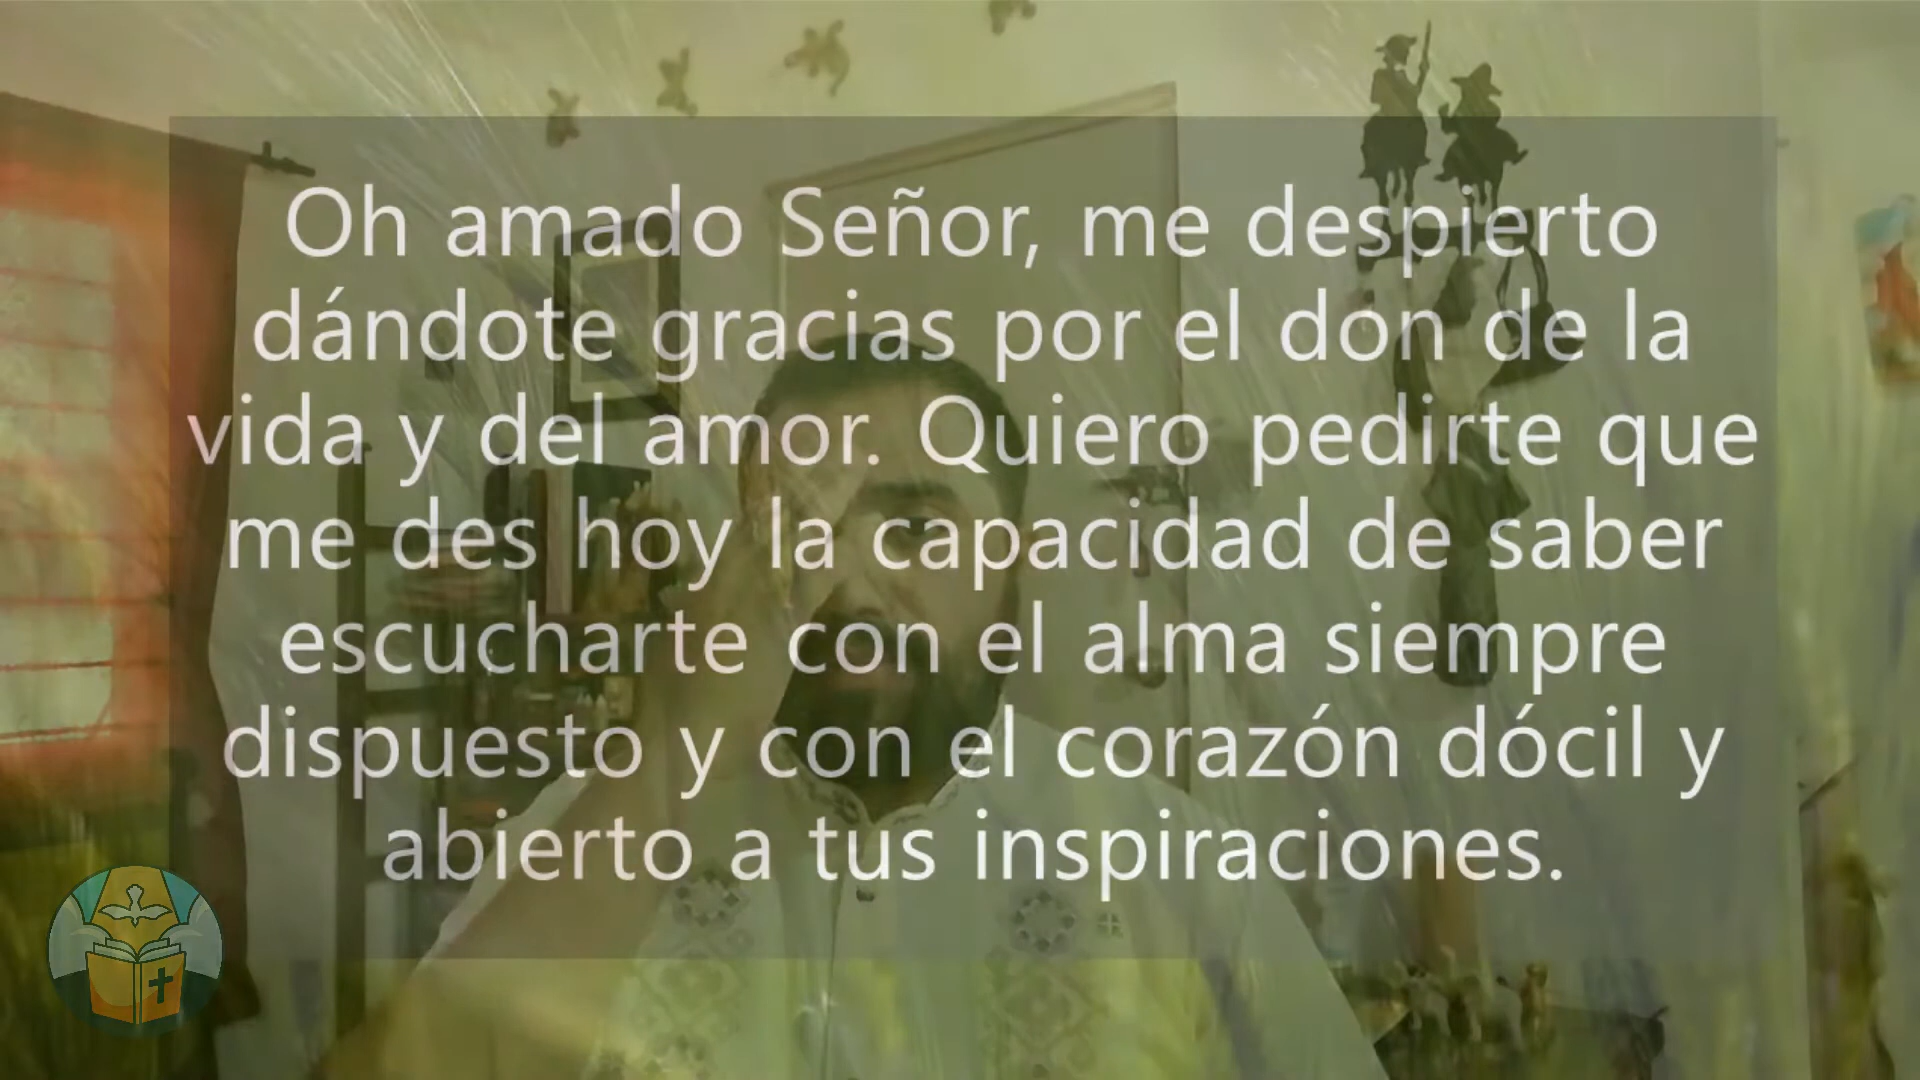 Oh amado Señor, me despierto
dándote gracias por el don de la
vida y del amor. Quiero pedirte que
me des hoy la capacidad de saber
escucharte con el alma siempre
dispuesto y con el corazón dócil y
abierto a tus inspiraciones.